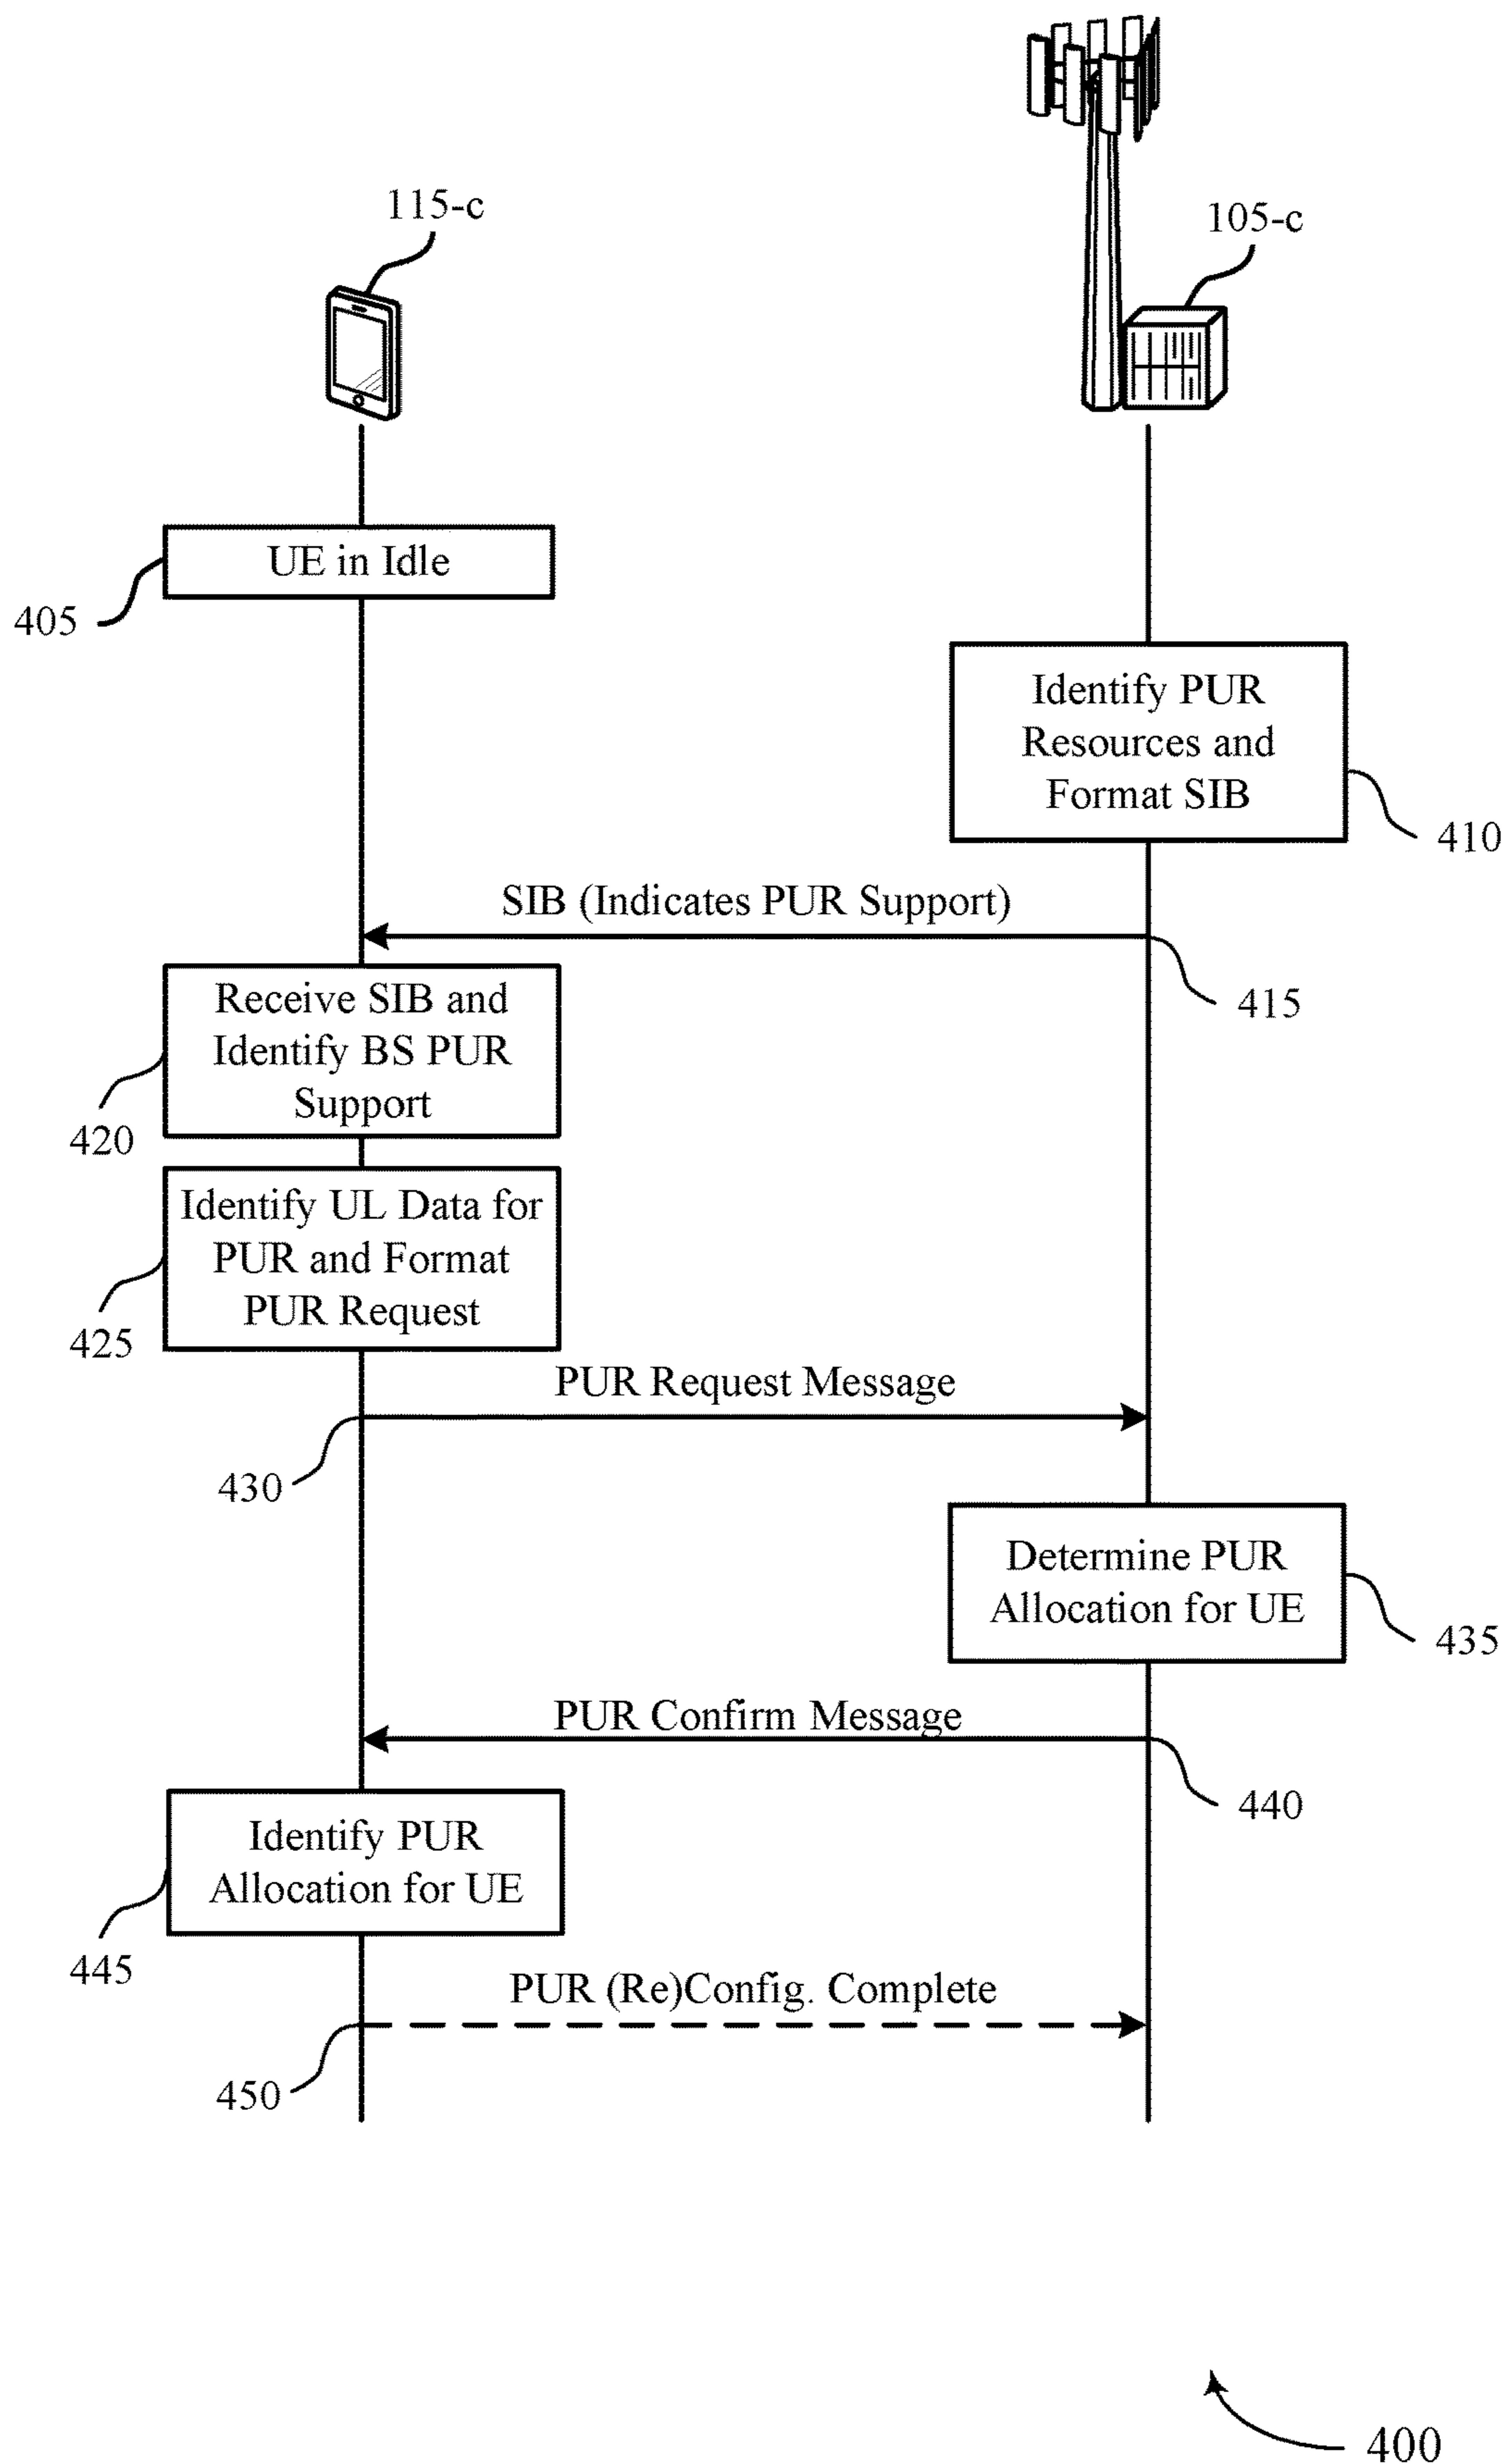 115-c
105-c
UE in Idle
405
Identify PUR
Resources and
Format SIB
410
SIB (Indicates PUR Support)
415
Receive SIB and
Identify BS PUR
Support
420
Identify UL Data for
PUR and Format
PUR Request
425
PUR Request Message
430
Determine PUR
Allocation for UE
435
PUR Confirm Message
440
Identify PUR
Allocation for UE
445
PUR (Re)Config. Complete
450
400